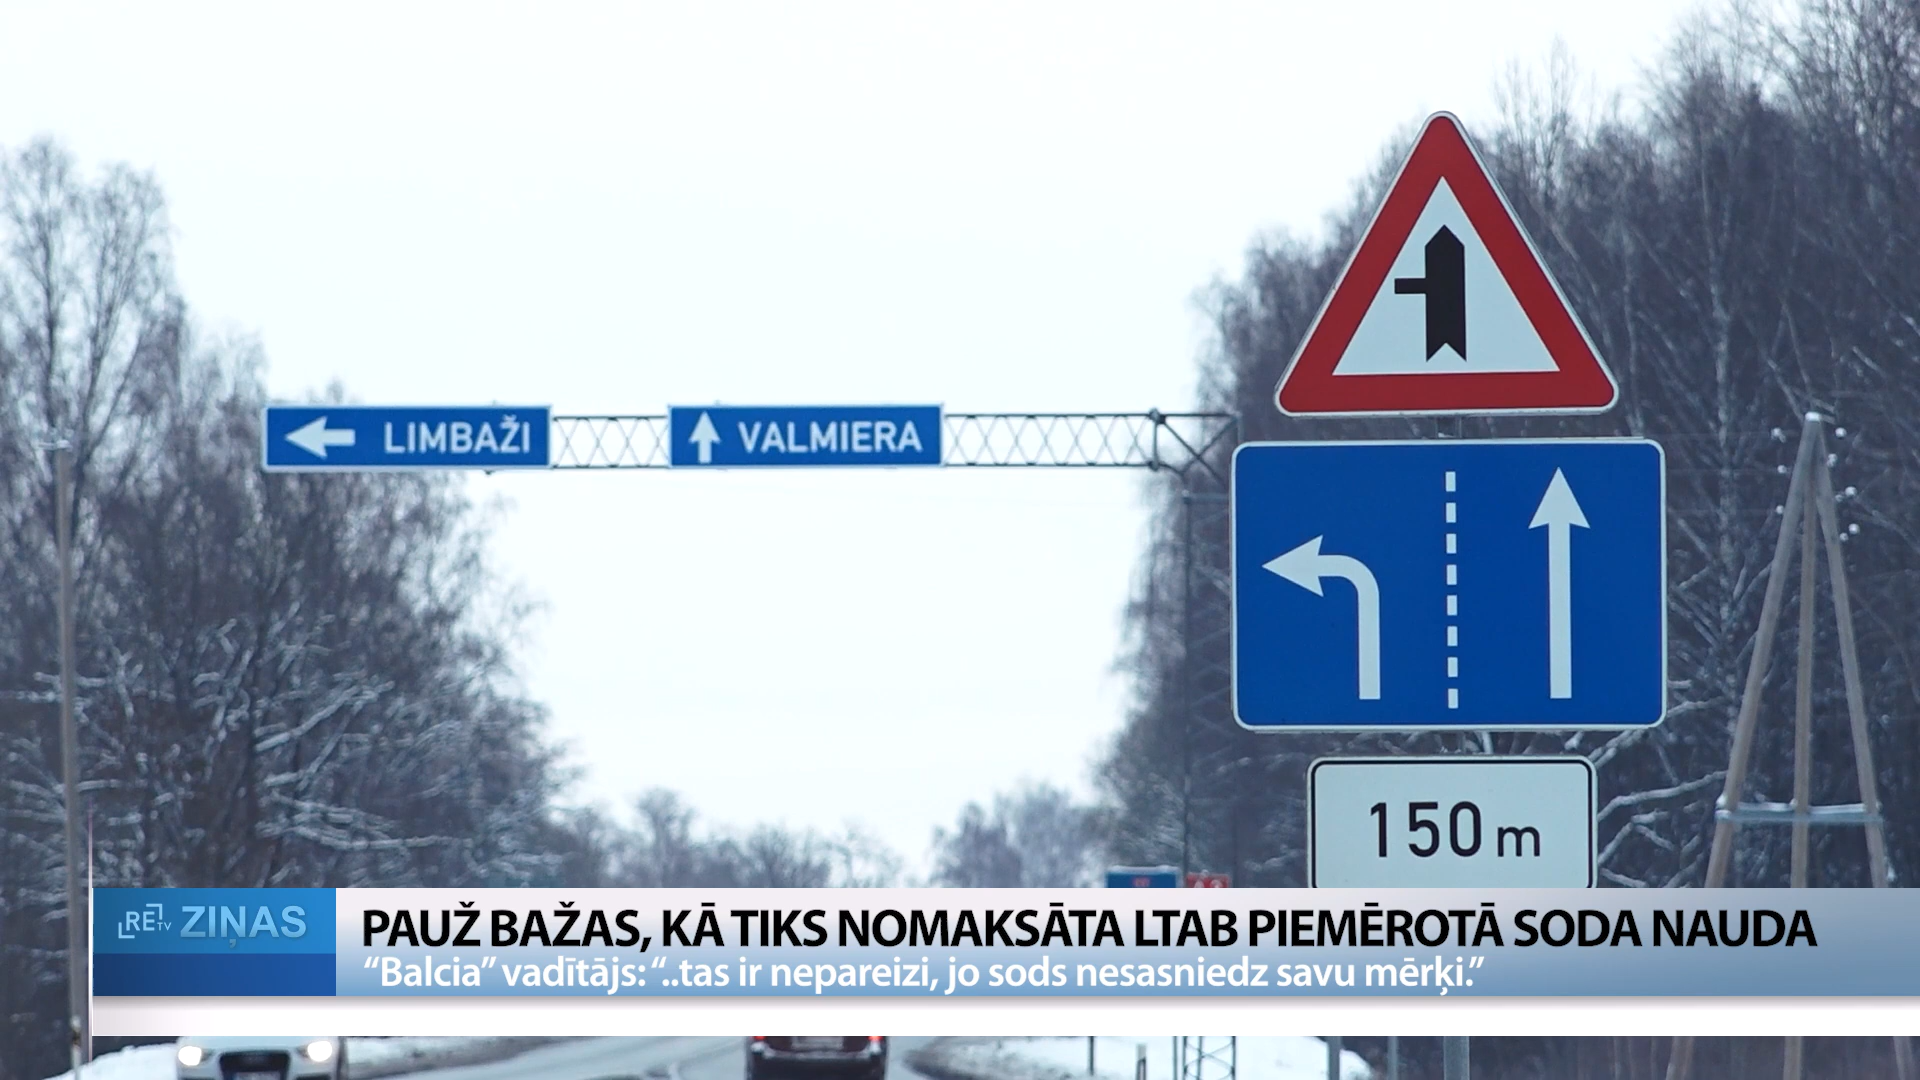 LIMBAŽI
VALMIERA
150 m
RE TV ZIŅAS
PAUŽ BAŽAS, KĀ TIKS NOMAKSĀTA LTAB PIEMĒROTĀ SODA NAUDA
“Balcia” vadītājs: “..tas ir nepareizi, jo sods nesasniedz savu mērķi.”